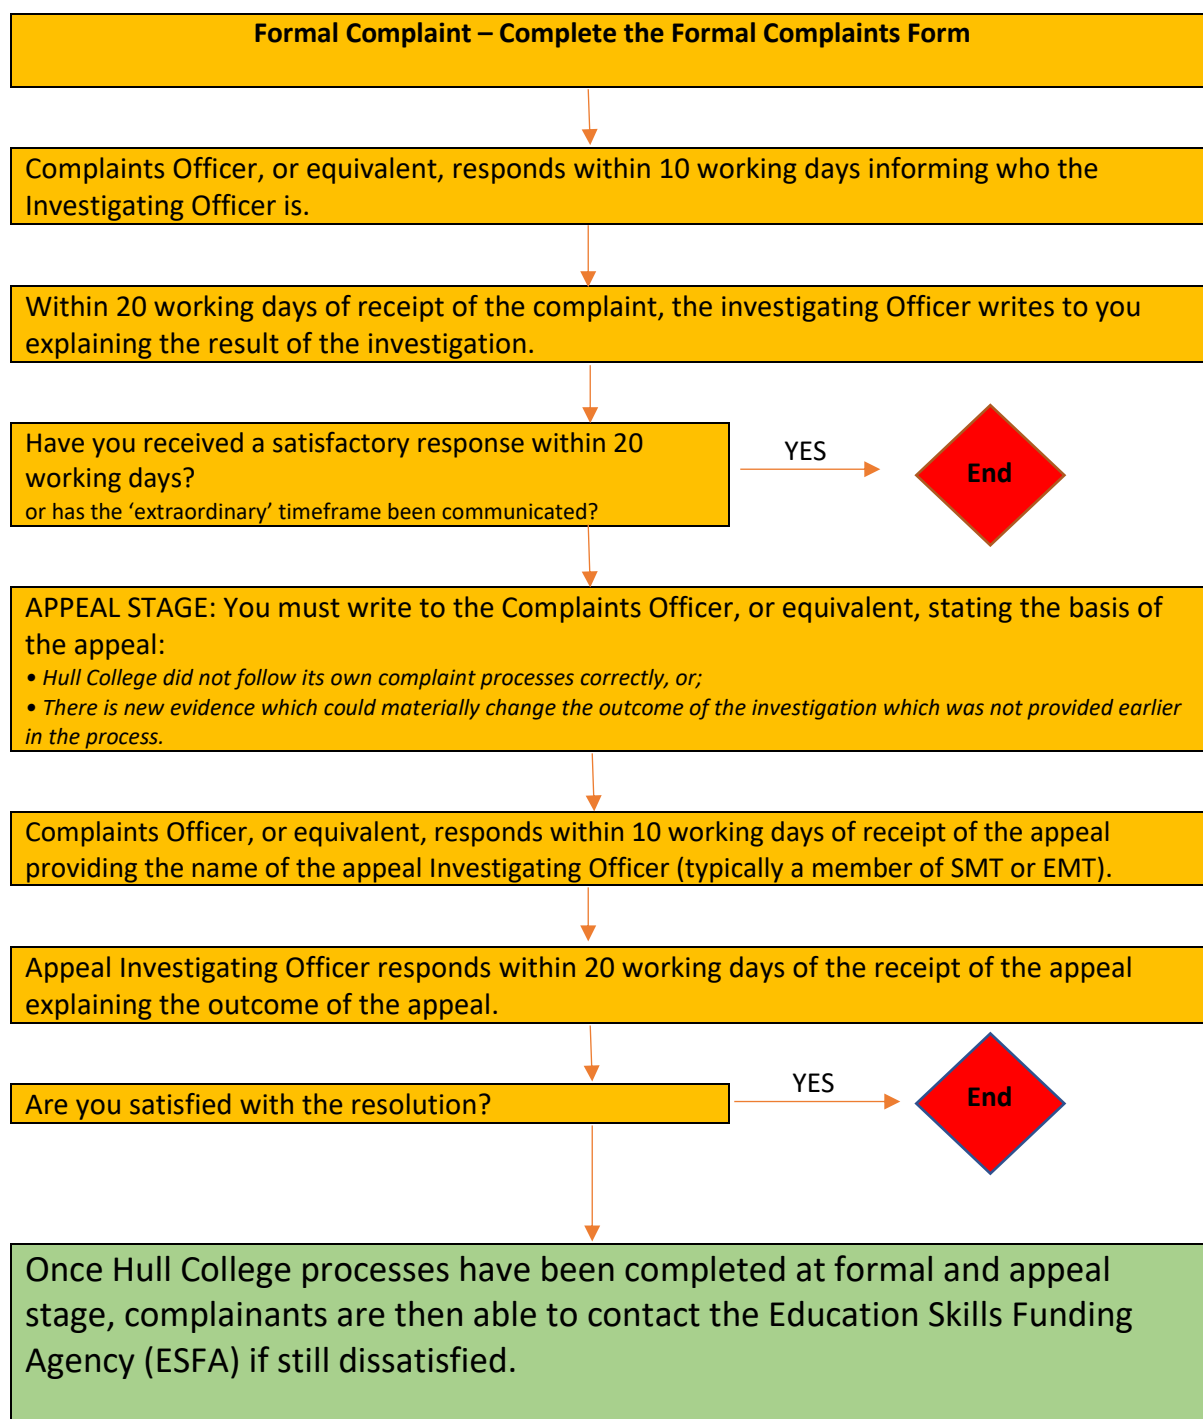 Formal Complaint – Complete the Formal Complaints Form
Complaints Officer, or equivalent, responds within 10 working days informing who the
Investigating Officer is.
Within 20 working days of receipt of the complaint, the investigating Officer writes to you
explaining the result of the investigation.
Have you received a satisfactory response within 20
working days?
or has the ‘extraordinary’ timeframe been communicated?
YES
End
APPEAL STAGE: You must write to the Complaints Officer, or equivalent, stating the basis of
the appeal:
• Hull College did not follow its own complaint processes correctly, or;
• There is new evidence which could materially change the outcome of the investigation which was not provided earlier
in the process.
Complaints Officer, or equivalent, responds within 10 working days of receipt of the appeal
providing the name of the appeal Investigating Officer (typically a member of SMT or EMT).
Appeal Investigating Officer responds within 20 working days of the receipt of the appeal
explaining the outcome of the appeal.
Are you satisfied with the resolution?
YES
End
Once Hull College processes have been completed at formal and appeal
stage, complainants are then able to contact the Education Skills Funding
Agency (ESFA) if still dissatisfied.